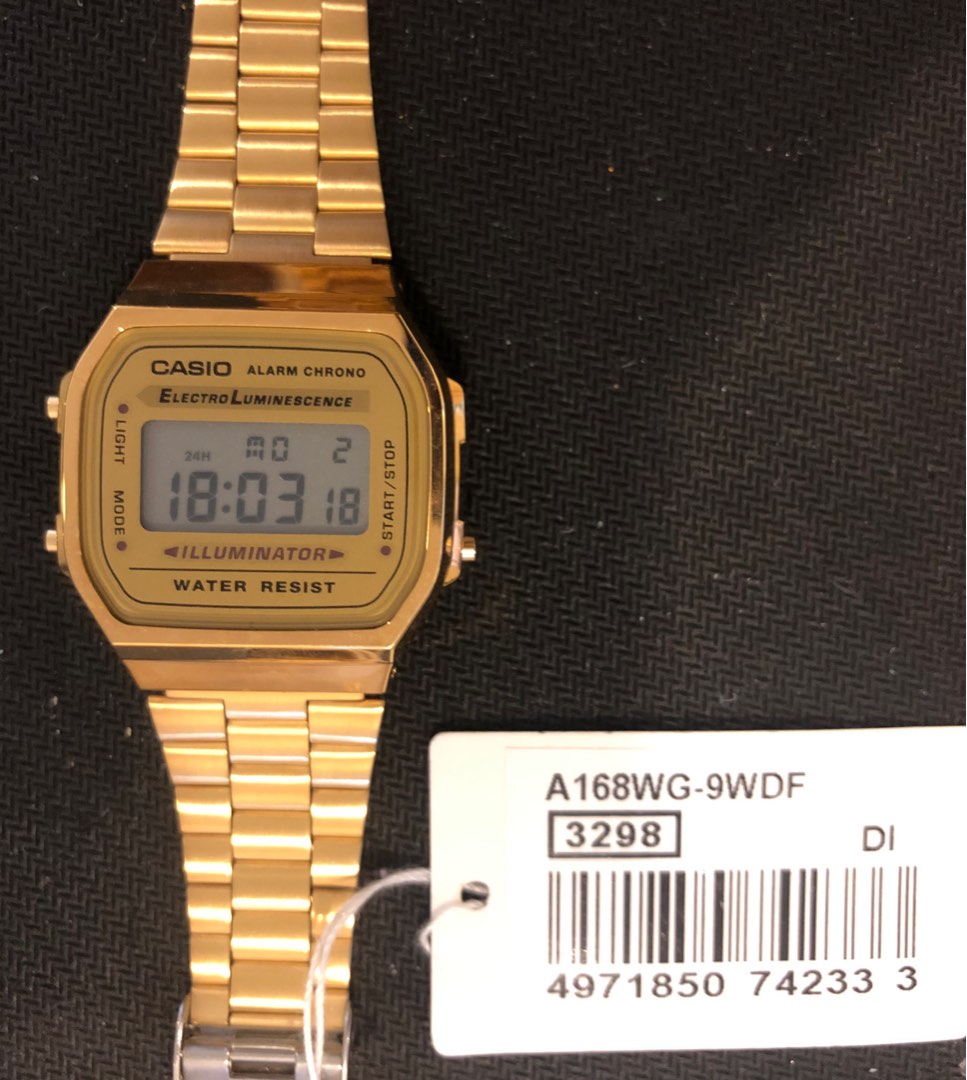 CASIO ALARM CHRONO
ELECTRO LUMINESCENCE
LIGHT
MODE
START/STOP
24H MO 2
18:03 18
ILLUMINATOR
WATER RESIST
A168WG-9WDF
3298
DI
4971850 74233 3